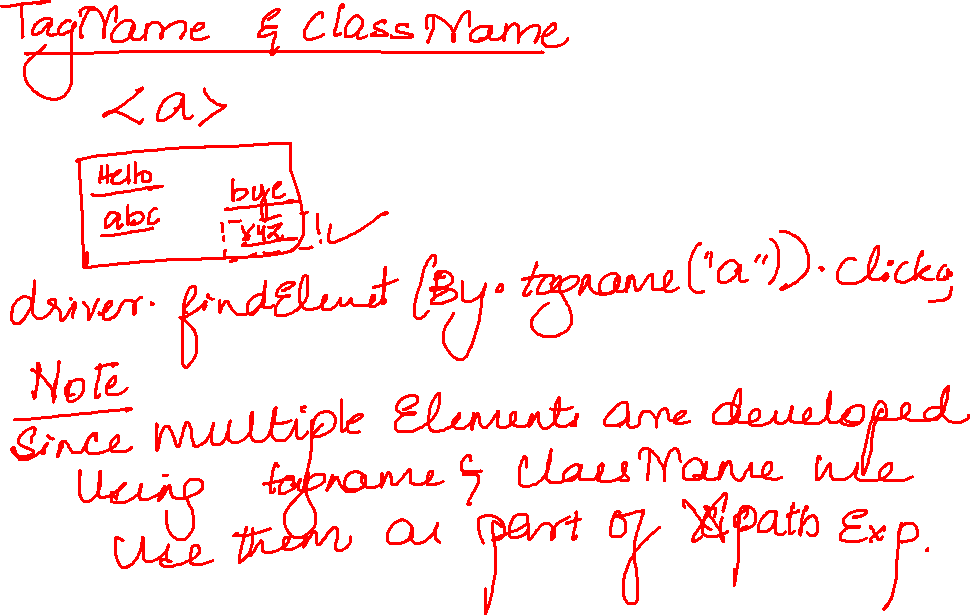 TagName & ClassName
<a>
Hello
abc
bye
xyz
driver.findElement(By.tagname("a")).click;
Note
Since multiple Elements are developed
Using tagname & ClassName we
use them as part of Xpath Exp.